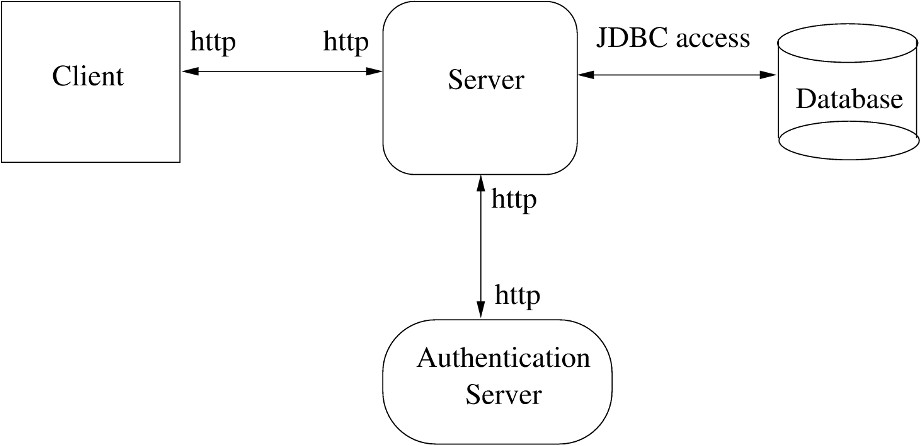 http
http
JDBC access
Client
Server
Database
http
http
Authentication
Server